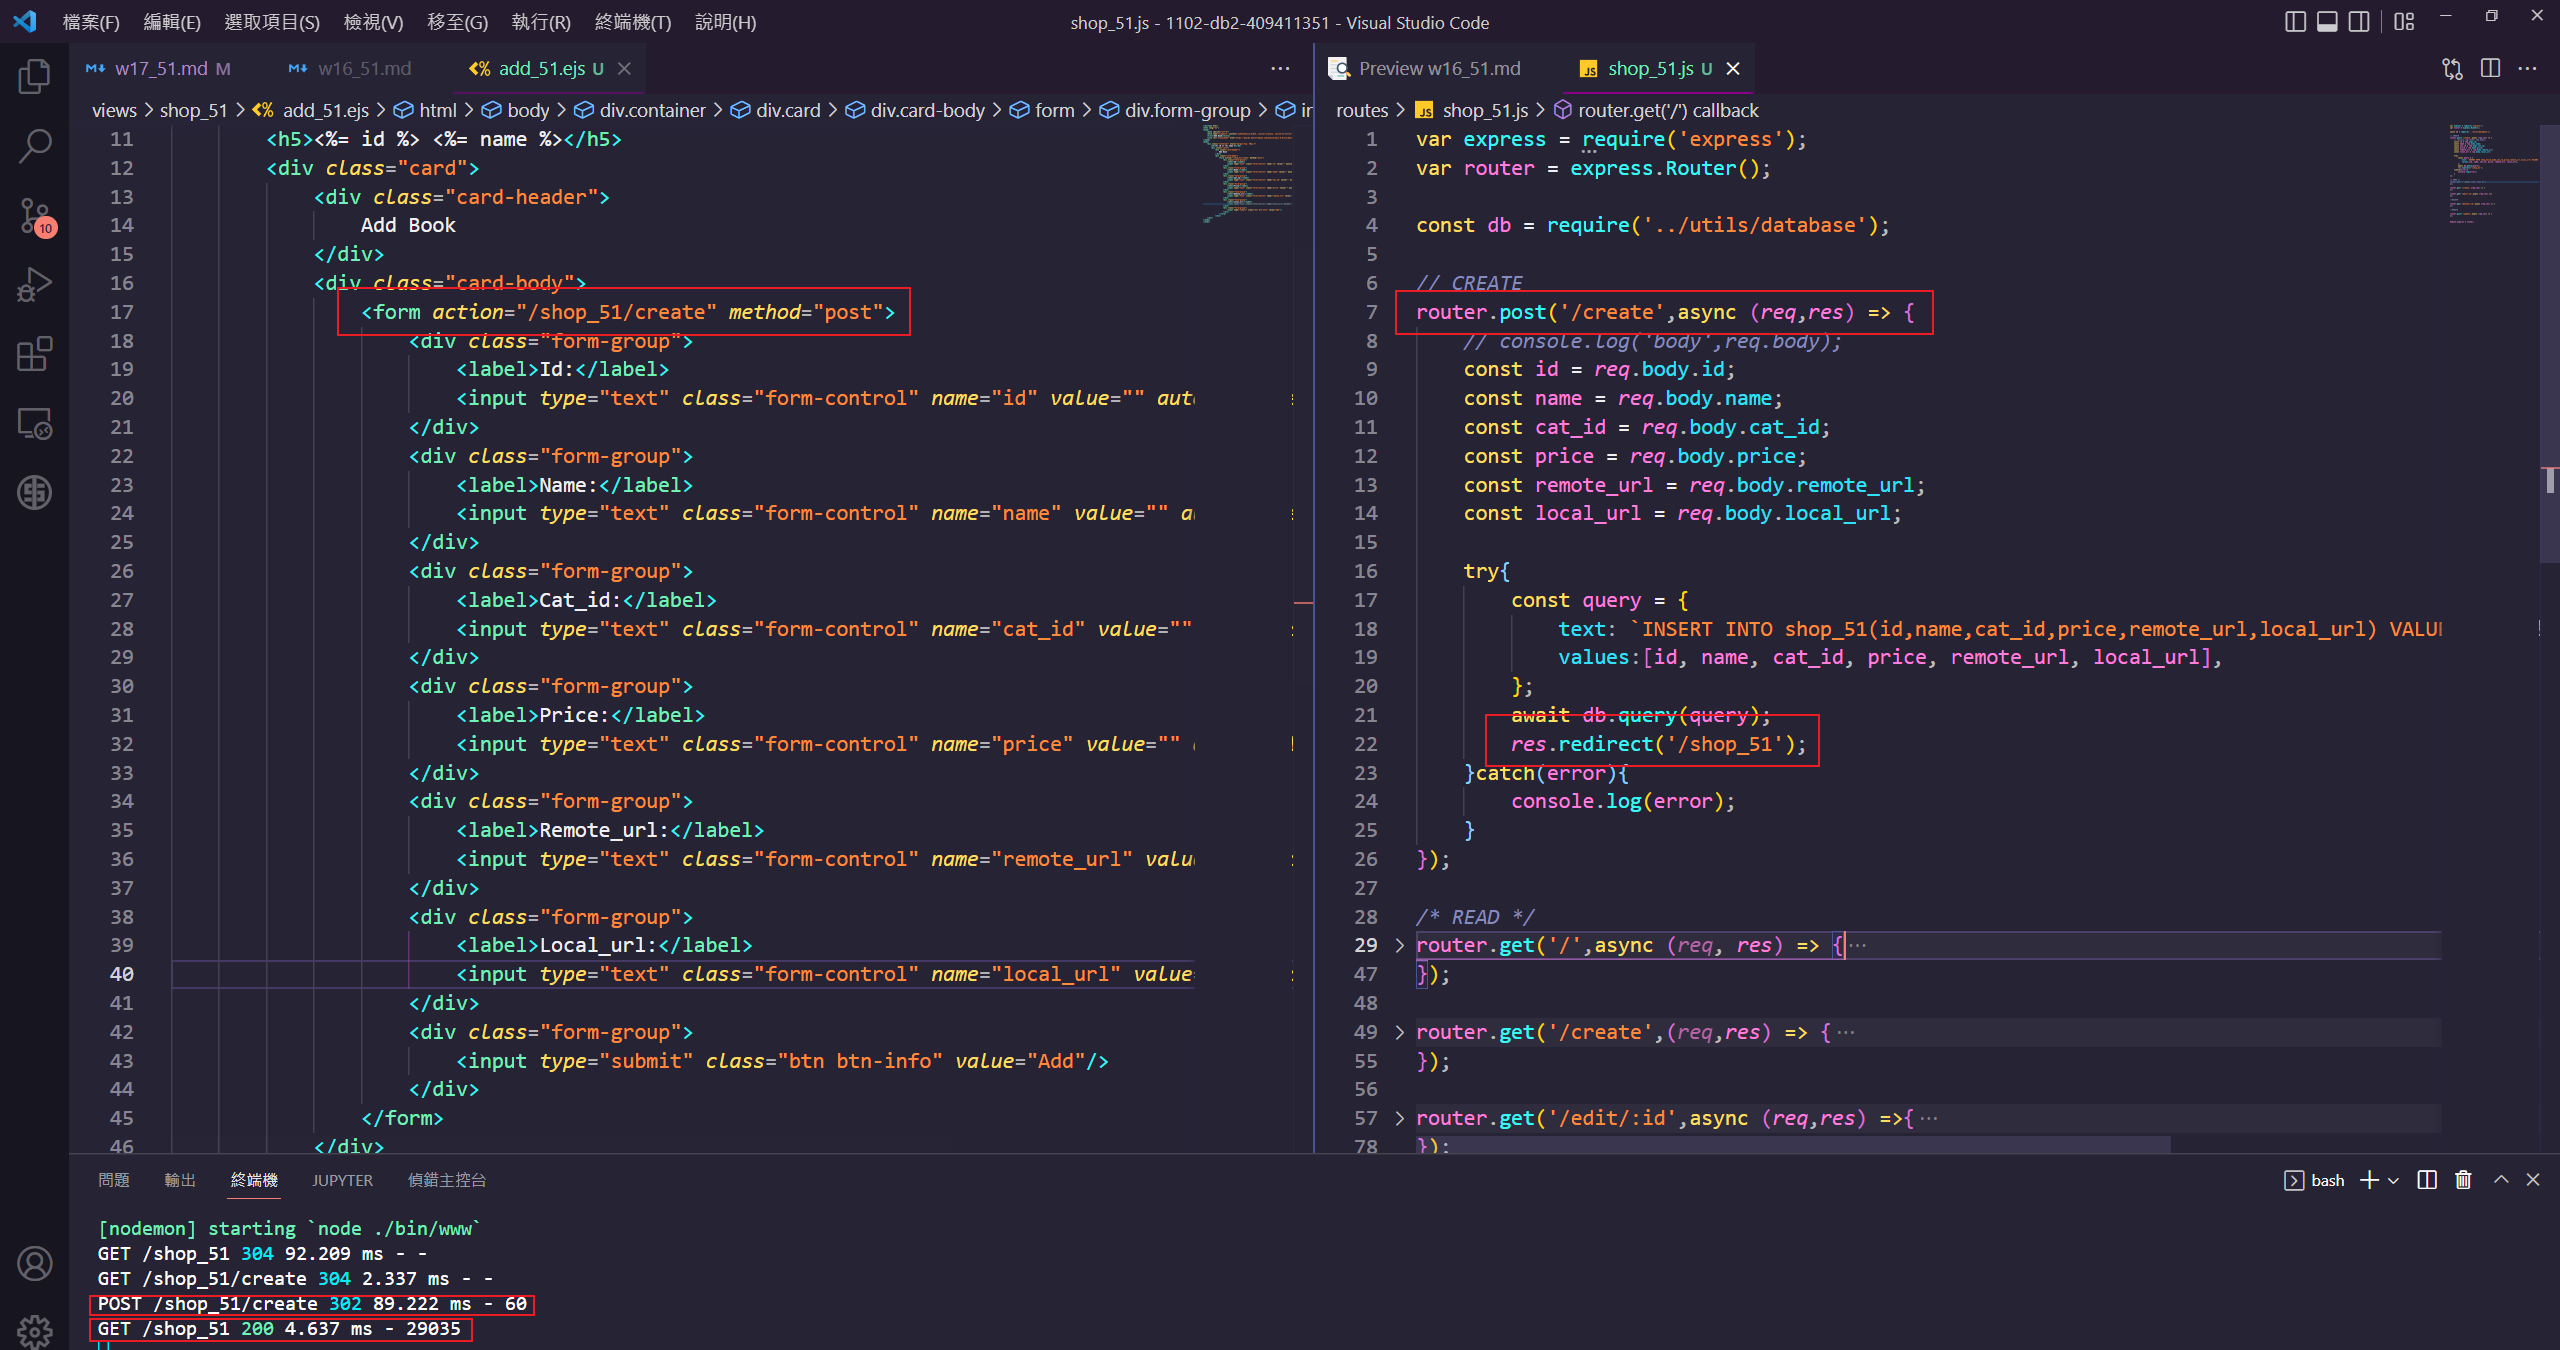 檔案(F) 編輯(E) 選取項目(S) 檢視(V) 移至(G) 執行(R) 終端機(T) 說明(H) shop_51.js - 1102-db2-409411351 - Visual Studio Code
w17_51.md M w16_51.md add_51.ejs U
views > shop_51 > add_51.ejs > html > body > div.container > div.card > div.card-body > form > div.form-group > in
11 <h5><%= id %> <%= name %></h5>
12 <div class="card">
13 <div class="card-header">
14 Add Book
15 </div>
16 <div class="card-body">
17 <form action="/shop_51/create" method="post">
18 <div class="form-group">
19 <label>Id:</label>
20 <input type="text" class="form-control" name="id" value="" aut
21 </div>
22 <div class="form-group">
23 <label>Name:</label>
24 <input type="text" class="form-control" name="name" value="" a
25 </div>
26 <div class="form-group">
27 <label>Cat_id:</label>
28 <input type="text" class="form-control" name="cat_id" value=""
29 </div>
30 <div class="form-group">
31 <label>Price:</label>
32 <input type="text" class="form-control" name="price" value=""
33 </div>
34 <div class="form-group">
35 <label>Remote_url:</label>
36 <input type="text" class="form-control" name="remote_url" valu
37 </div>
38 <div class="form-group">
39 <label>Local_url:</label>
40 <input type="text" class="form-control" name="local_url" value=
41 </div>
42 <div class="form-group">
43 <input type="submit" class="btn btn-info" value="Add"/>
44 </div>
45 </form>
46 </div>
Preview w16_51.md JS shop_51.js U
routes > JS shop_51.js > router.get('/') callback
1 var express = require('express');
2 var router = express.Router();
3
4 const db = require('../utils/database');
5
6 // CREATE
7 router.post('/create',async (req,res) => {
8 // console.log('body',req.body);
9 const id = req.body.id;
10 const name = req.body.name;
11 const cat_id = req.body.cat_id;
12 const price = req.body.price;
13 const remote_url = req.body.remote_url;
14 const local_url = req.body.local_url;
15
16 try{
17 const query = {
18 text: `INSERT INTO shop_51(id,name,cat_id,price,remote_url,local_url) VALU
19 values:[id, name, cat_id, price, remote_url, local_url],
20 };
21 await db.query(query);
22 res.redirect('/shop_51');
23 }catch(error){
24 console.log(error);
25 }
26 });
27
28 /* READ */
29 router.get('/',async (req, res) => {···
47 });
48
49 router.get('/create',(req,res) => {···
55 });
56
57 router.get('/edit/:id',async (req,res) =>{···
78 });
10
問題 輸出 終端機 JUPYTER 偵錯主控台 bash
[nodemon] starting `node ./bin/www`
GET /shop_51 304 92.209 ms - -
GET /shop_51/create 304 2.337 ms - -
POST /shop_51/create 302 89.222 ms - 60
GET /shop_51 200 4.637 ms - 29035